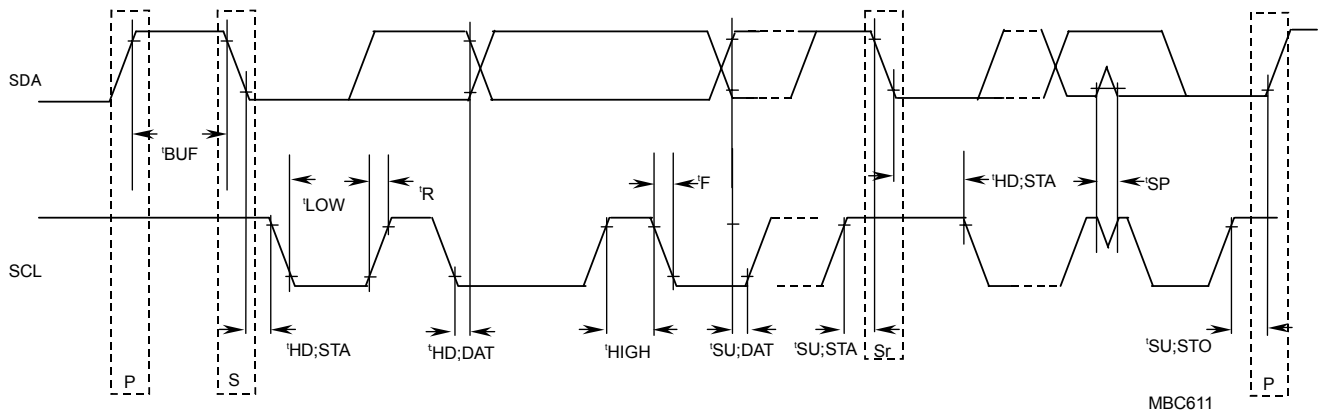 SDA
tBUF
tR
tF
tHD;STA
tSP
tLOW
SCL
tHD;STA
tHD;DAT
tHIGH
tSU;DAT
tSU;STA
Sr
tSU;STO
P
S
P
MBC611